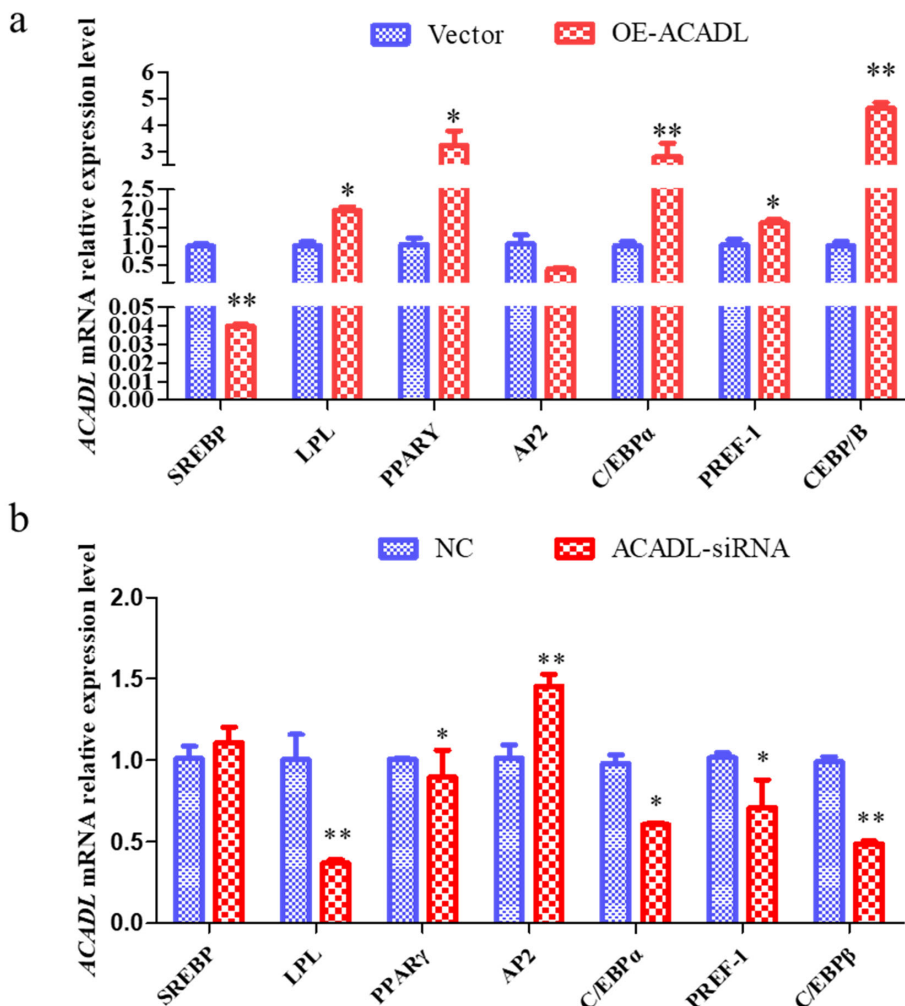 a
Vector OE-ACADL
ACADL mRNA relative expression level
6
5
4
3
2.5
2.0
1.5
1.0
0.5
0.05
0.04
0.03
0.02
0.01
0.00
** * * ** * **
SREBP LPL PPARY AP2 C/EBPα PREF-1 CEBP/B
b
NC ACADL-siRNA
ACADL mRNA relative expression level
2.0
1.5
1.0
0.5
0.0
** * ** * * **
SREBP LPL PPARγ AP2 C/EBPα PREF-1 C/EBPβ